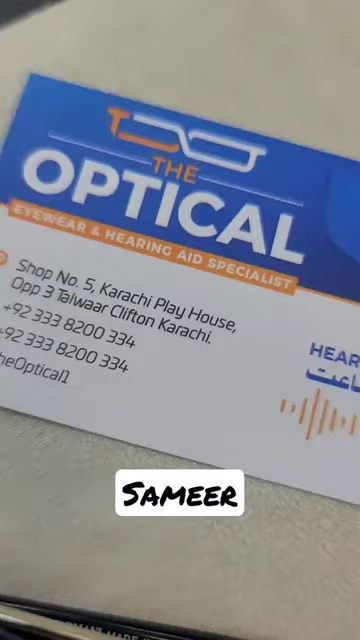 THE
OPTICAL
EYEWEAR & HEARING AID SPECIALIST
Shop No. 5, Karachi Play House,
Opp 3 Talwaar Clifton Karachi.
+92 333 8200 334
+92 333 8200 334
heOptical1
HEAR
SAMEER